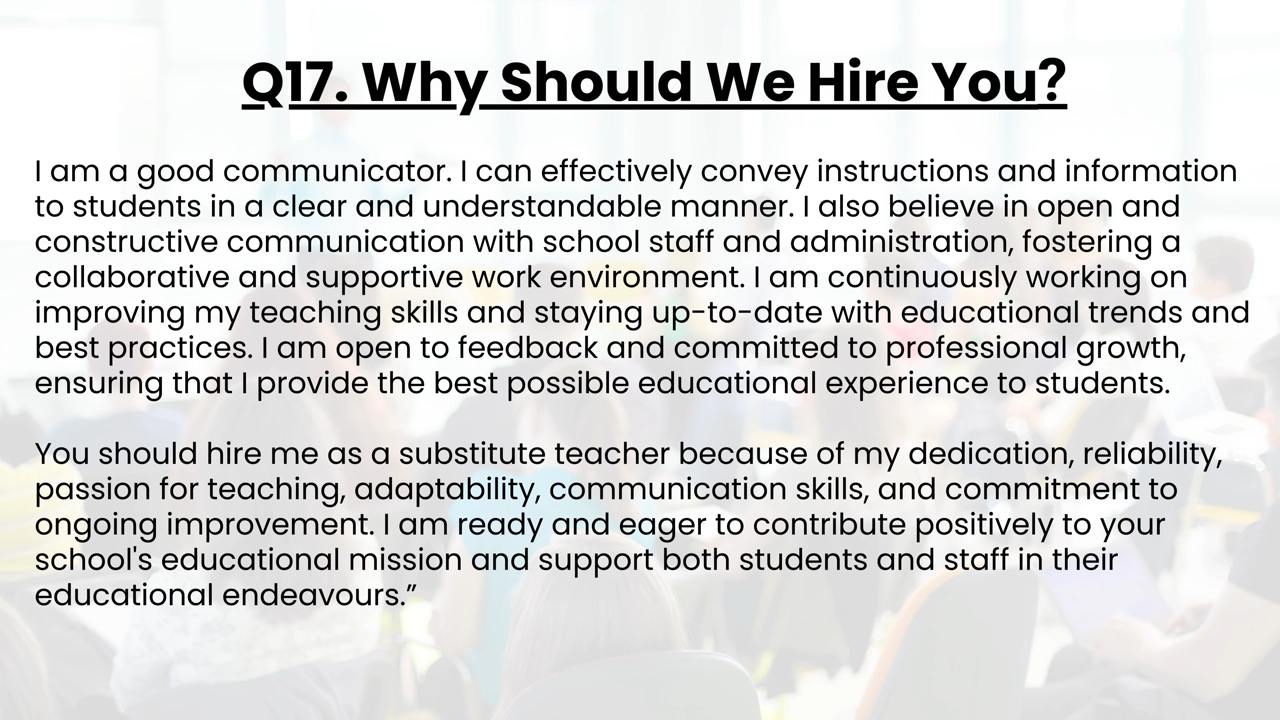 Q17. Why Should We Hire You?
I am a good communicator. I can effectively convey instructions and information
to students in a clear and understandable manner. I also believe in open and
constructive communication with school staff and administration, fostering a
collaborative and supportive work environment. I am continuously working on
improving my teaching skills and staying up-to-date with educational trends and
best practices. I am open to feedback and committed to professional growth,
ensuring that I provide the best possible educational experience to students.
You should hire me as a substitute teacher because of my dedication, reliability,
passion for teaching, adaptability, communication skills, and commitment to
ongoing improvement. I am ready and eager to contribute positively to your
school's educational mission and support both students and staff in their
educational endeavours.”